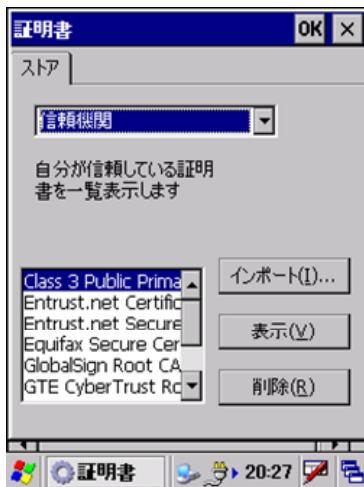 証明書 OK ×
ストア
信頼機関
自分が信頼している証明
書を一覧表示します
Class 3 Public Prima
Entrust.net Certific
Entrust.net Secure
Equifax Secure Cer
GlobalSign Root CA
GTE CyberTrust Ro
インポート(I)...
表示(V)
削除(R)
証明書 20:27